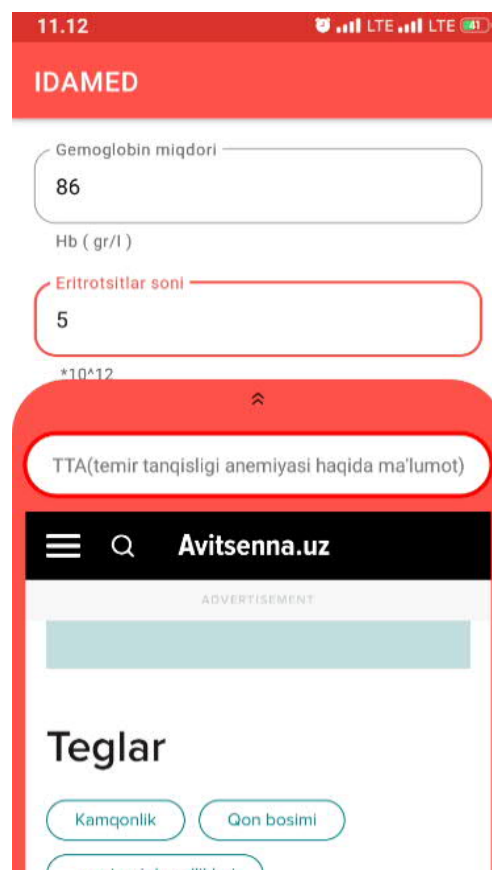 11.12 LTE LTE 41
IDAMED
Gemoglobin miqdori
86
Hb ( gr/l )
Eritrotsitlar soni
5
*10^12
TTA(temir tanqisligi anemiyasi haqida ma'lumot)
Avitsenna.uz
ADVERTISEMENT
Teglar
Kamqonlik Qon bosimi